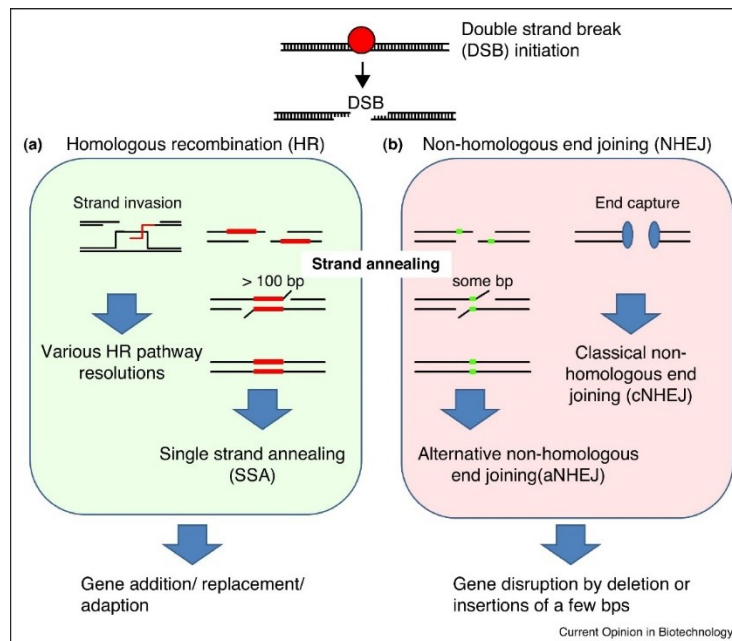 Double strand break
(DSB) initiation
DSB
(a) Homologous recombination (HR)
(b) Non-homologous end joining (NHEJ)
Strand invasion
End capture
Strand annealing
> 100 bp
some bp
Various HR pathway
resolutions
Classical non-
homologous end
joining (cNHEJ)
Single strand annealing
(SSA)
Alternative non-homologous
end joining(aNHEJ)
Gene addition/ replacement/
adaption
Gene disruption by deletion or
insertions of a few bps
Current Opinion in Biotechnology